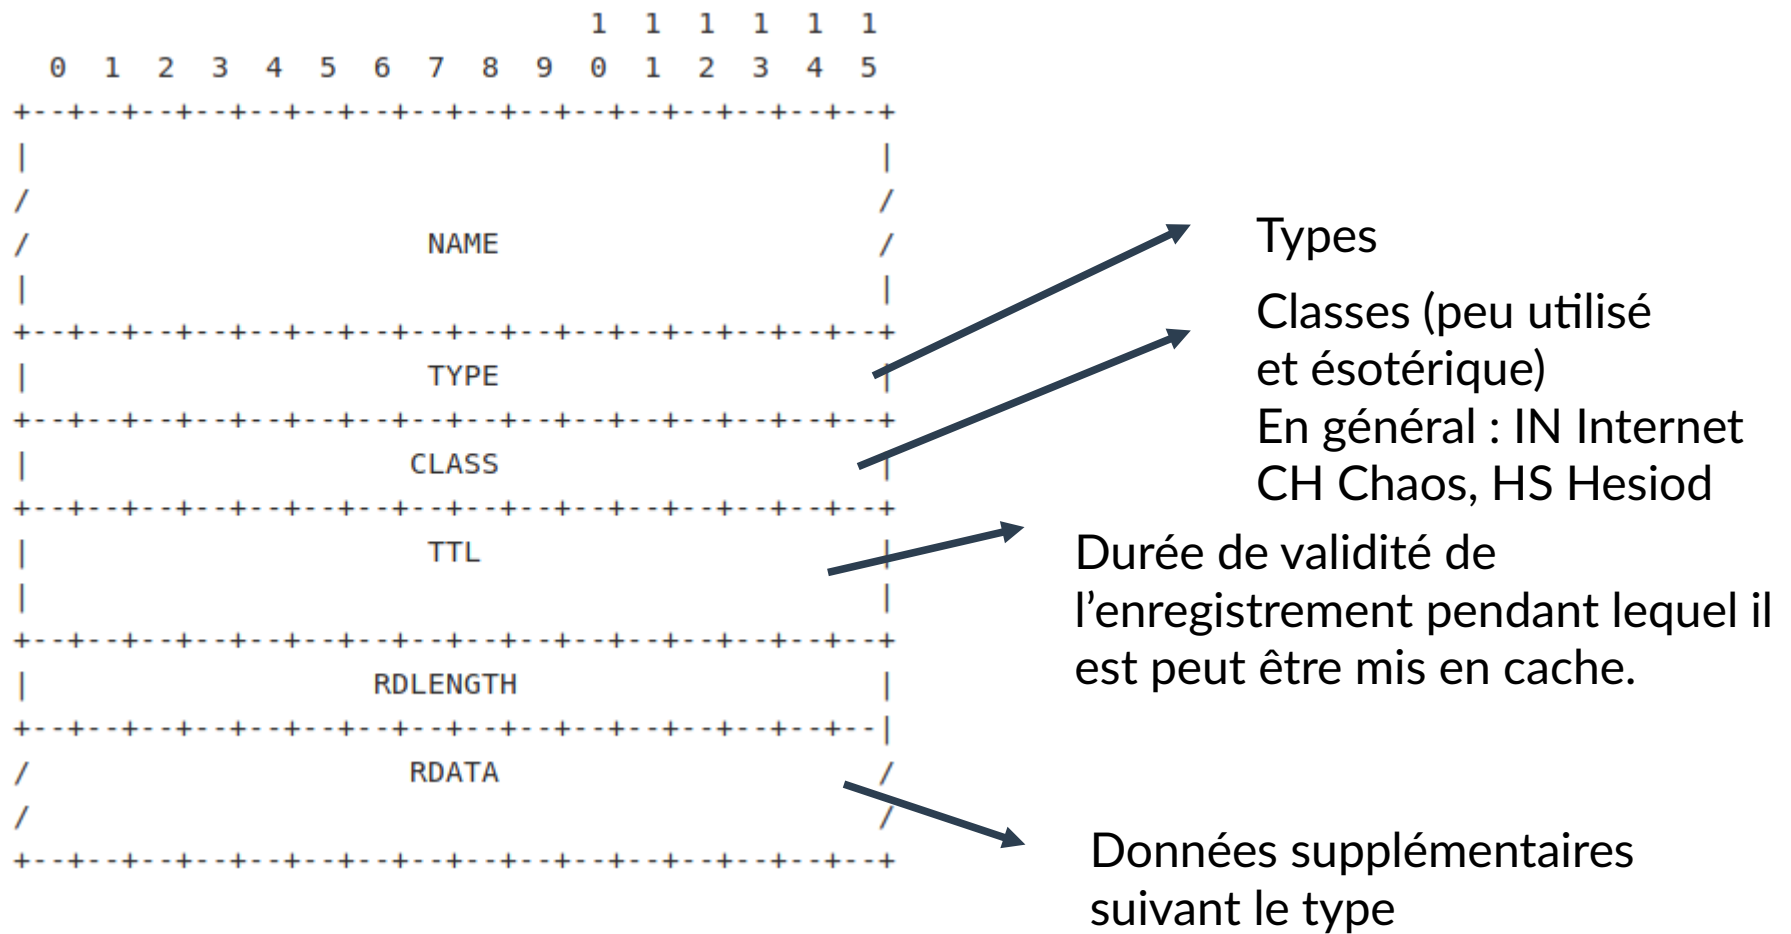 1  1  1  1  1  1
  0  1  2  3  4  5  6  7  8  9  0  1  2  3  4  5
+--+--+--+--+--+--+--+--+--+--+--+--+--+--+--+--+
|                                               |
/                                               /
/                      NAME                     /
|                                               |
+--+--+--+--+--+--+--+--+--+--+--+--+--+--+--+--+
|                      TYPE                     |
+--+--+--+--+--+--+--+--+--+--+--+--+--+--+--+--+
|                     CLASS                     |
+--+--+--+--+--+--+--+--+--+--+--+--+--+--+--+--+
|                      TTL                      |
|                                               |
+--+--+--+--+--+--+--+--+--+--+--+--+--+--+--+--+
|                   RDLENGTH                    |
+--+--+--+--+--+--+--+--+--+--+--+--+--+--+--+--|
/                     RDATA                     /
/                                               /
+--+--+--+--+--+--+--+--+--+--+--+--+--+--+--+--+
Types
Classes (peu utilisé
et ésotérique)
En général : IN Internet
CH Chaos, HS Hesiod
Durée de validité de
l’enregistrement pendant lequel il
est peut être mis en cache.
Données supplémentaires
suivant le type